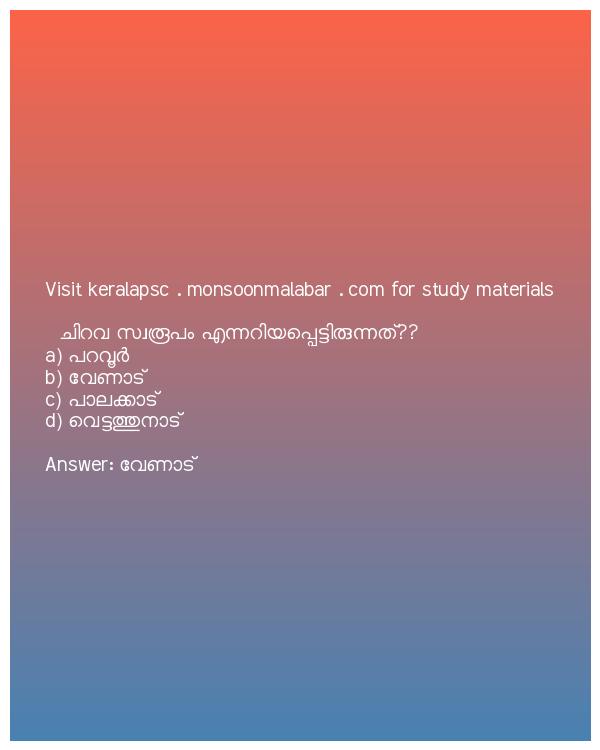 Visit keralapsc . monsoonmalabar . com for study materials
ചിറവ സ്വരൂപം എന്നറിയപ്പെട്ടിരുന്നത്??
a) പറവൂർ
b) വേണാട്
c) പാലക്കാട്
d) വെട്ടത്തുനാട്
Answer: വേണാട്